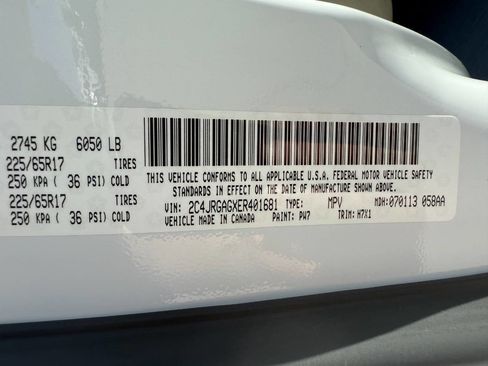 2745 KG 6050 LB
225/65R17 TIRES
250 KPA ( 36 PSI) COLD
225/65R17 TIRES
250 KPA ( 36 PSI) COLD
THIS VEHICLE CONFORMS TO ALL APPLICABLE U.S.A. FEDERAL MOTOR VEHICLE SAFETY
STANDARDS IN EFFECT ON THE DATE OF MANUFACTURE SHOWN ABOVE.
VIN: 2C4JRGAGXER401681 TYPE: MPV MDH: 070113 058AA
VEHICLE MADE IN CANADA PAINT: PW7 TRIM: H7X1